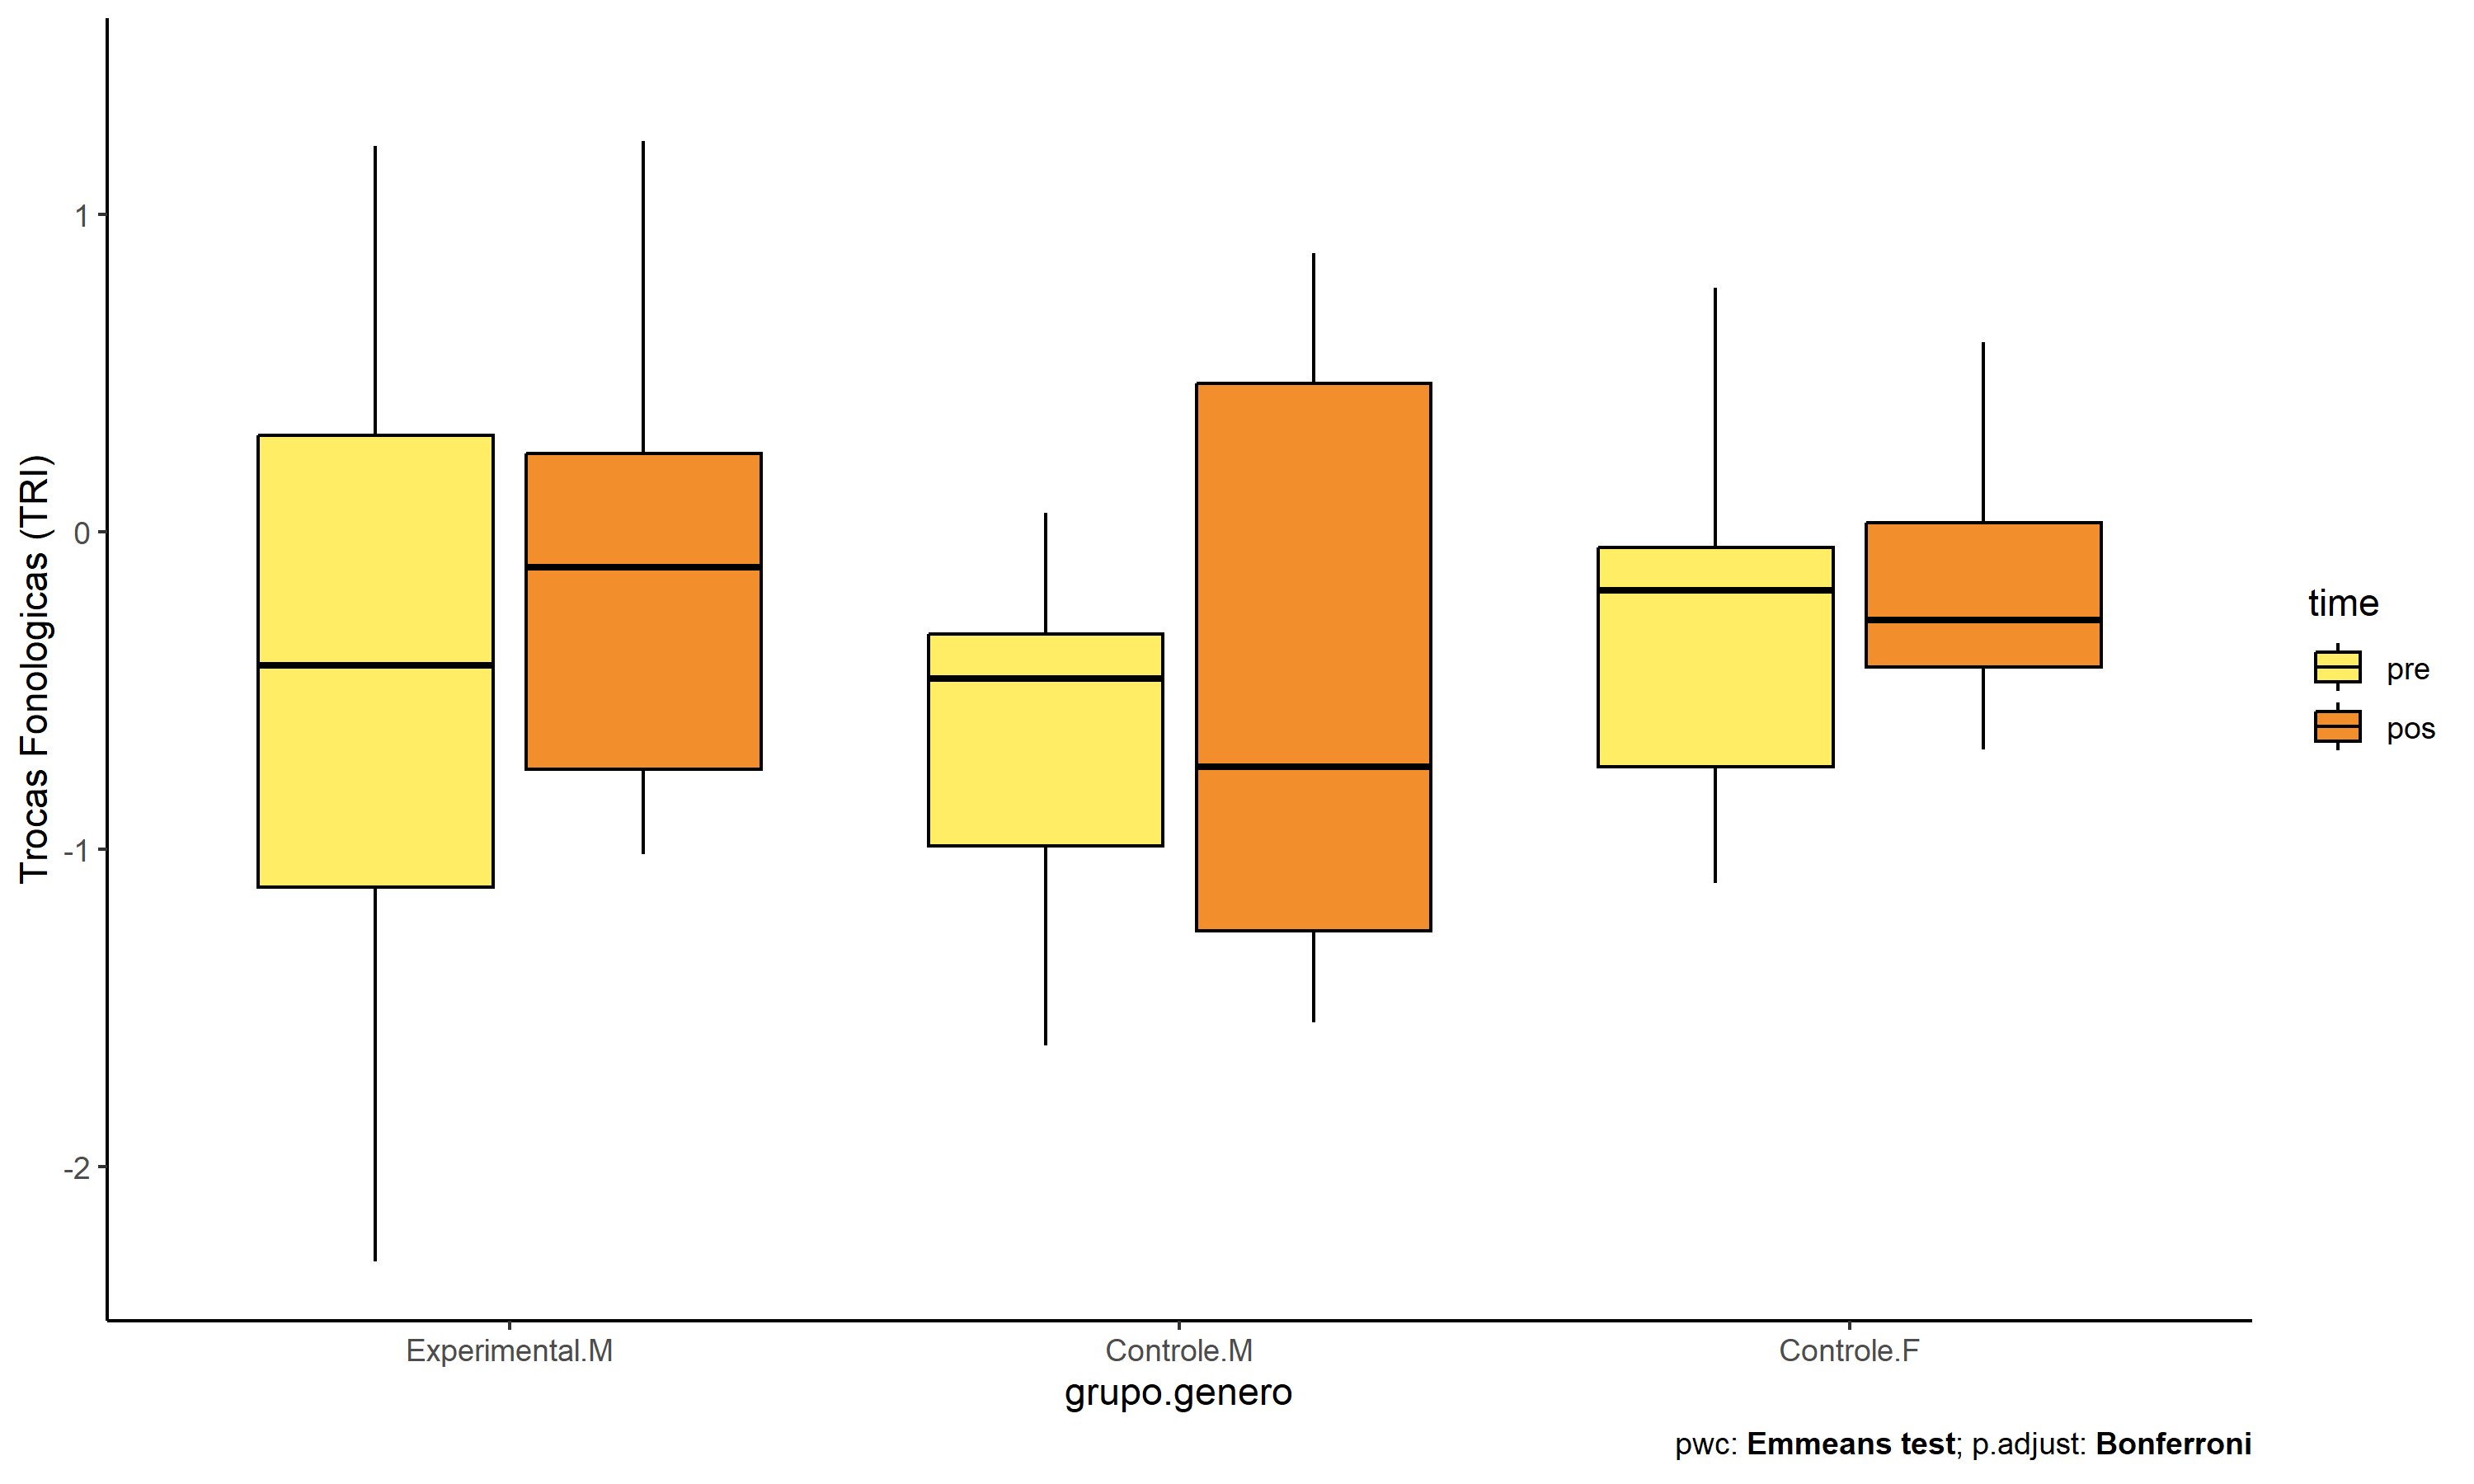 Trocas Fonologicas (TRI)
1
0
-1
-2
Experimental.M
Controle.M
Controle.F
grupo.genero
time
pre
pos
pwc: Emmeans test; p.adjust: Bonferroni